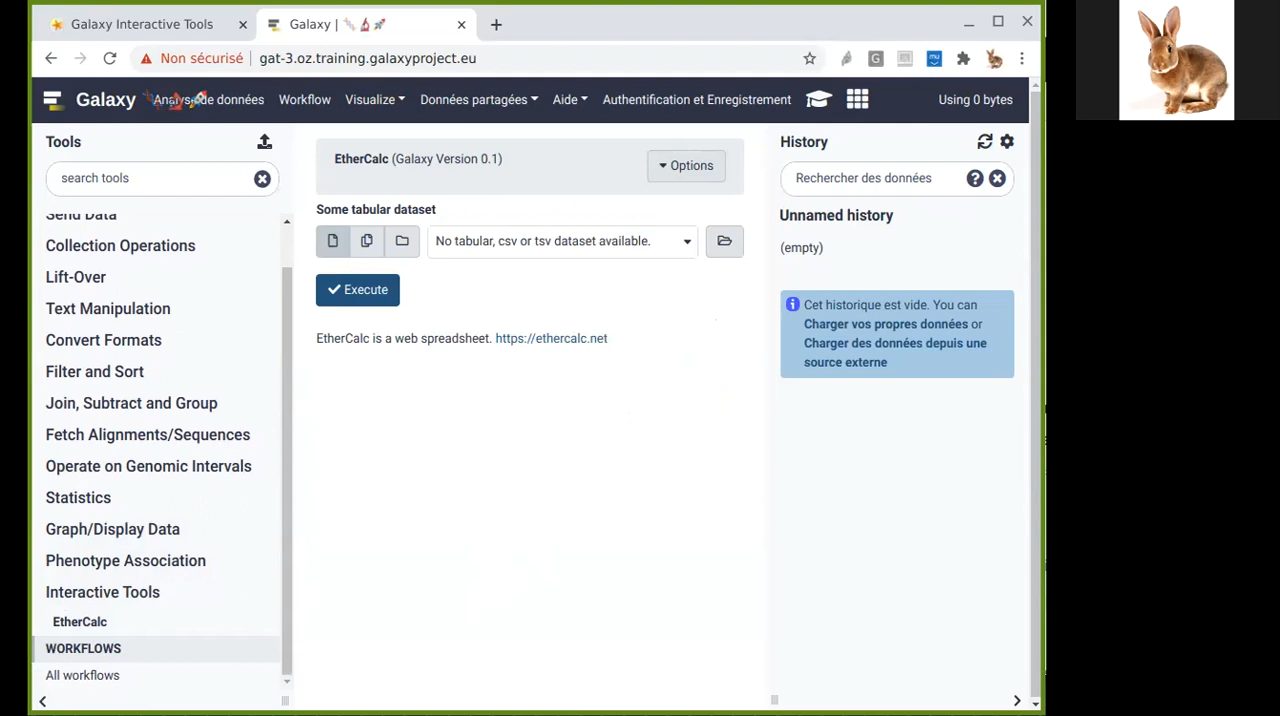 Galaxy Interactive Tools
Galaxy |
Non sécurisé
gat-3.oz.training.galaxyproject.eu
Galaxy
Analyse de données
Workflow
Visualize
Données partagées
Aide
Authentification et Enregistrement
Using 0 bytes
Tools
search tools
Send Data
Collection Operations
Lift-Over
Text Manipulation
Convert Formats
Filter and Sort
Join, Subtract and Group
Fetch Alignments/Sequences
Operate on Genomic Intervals
Statistics
Graph/Display Data
Phenotype Association
Interactive Tools
EtherCalc
WORKFLOWS
All workflows
EtherCalc (Galaxy Version 0.1)
Options
Some tabular dataset
No tabular, csv or tsv dataset available.
Execute
EtherCalc is a web spreadsheet. https://ethercalc.net
History
Rechercher des données
Unnamed history
(empty)
Cet historique est vide. You can
Charger vos propres données or
Charger des données depuis une
source externe